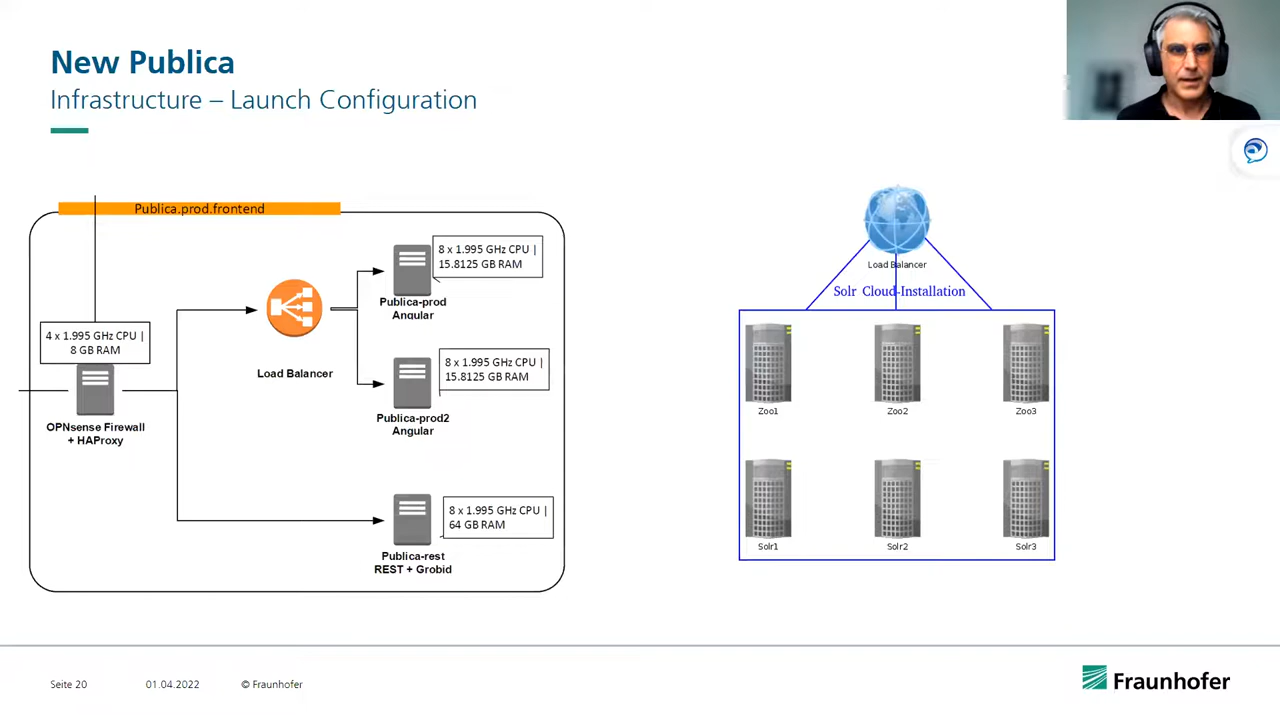 New Publica
Infrastructure – Launch Configuration
Publica.prod.frontend
4 x 1.995 GHz CPU |
8 GB RAM
OPNsense Firewall
+ HAProxy
Load Balancer
8 x 1.995 GHz CPU |
15.8125 GB RAM
Publica-prod
Angular
8 x 1.995 GHz CPU |
15.8125 GB RAM
Publica-prod2
Angular
8 x 1.995 GHz CPU |
64 GB RAM
Publica-rest
REST + Grobid
Load Balancer
Solr Cloud-Installation
Zoo1
Zoo2
Zoo3
Solr1
Solr2
Solr3
Seite 20
01.04.2022
© Fraunhofer
Fraunhofer